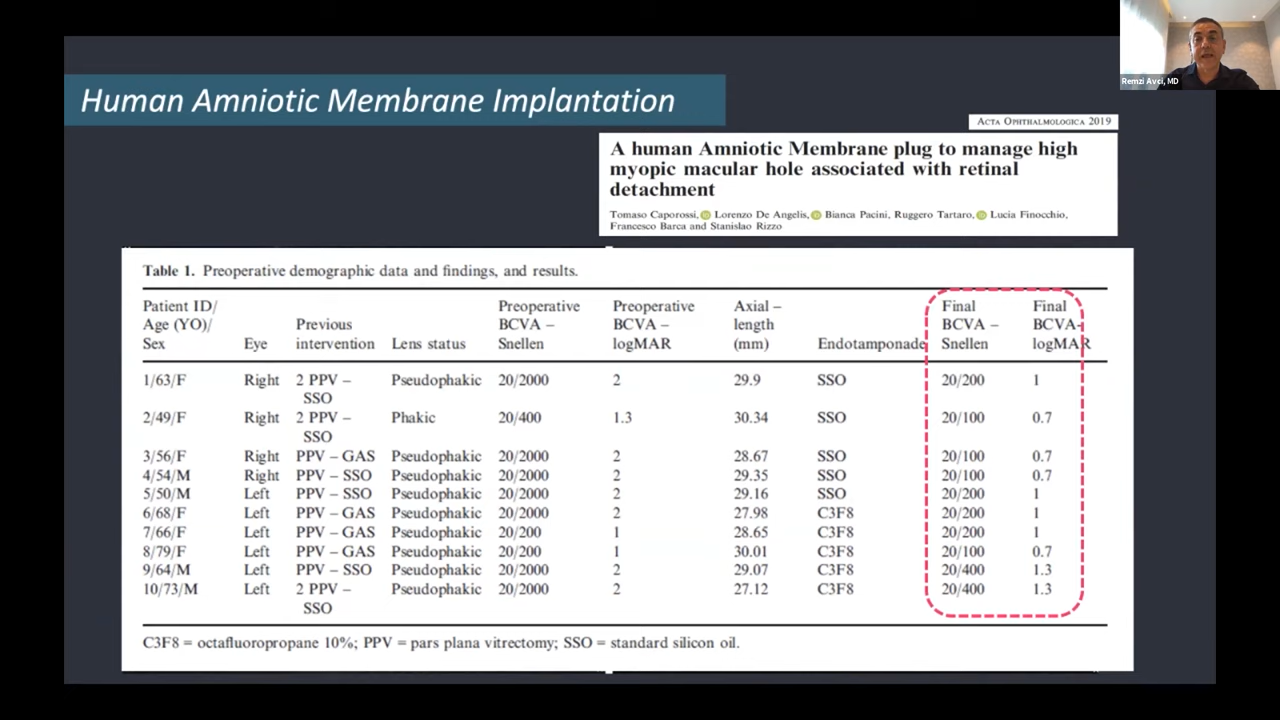 Remzi Avci, MD
Human Amniotic Membrane Implantation
ACTA OPHTHALMOLOGICA 2019
A human Amniotic Membrane plug to manage high
myopic macular hole associated with retinal
detachment
Tomaso Caporossi, Lorenzo De Angelis, Bianca Pacini, Ruggero Tartaro, Lucia Finocchio,
Francesco Barca and Stanislao Rizzo
Table 1. Preoperative demographic data and findings, and results.
Patient ID/ Preoperative Preoperative Axial – Final Final
Age (YO)/ Previous BCVA – BCVA – length BCVA – BCVA-
Sex Eye intervention Lens status Snellen logMAR (mm) Endotamponade Snellen logMAR
1/63/F Right 2 PPV – Pseudophakic 20/2000 2 29.9 SSO 20/200 1
SSO
2/49/F Right 2 PPV – Phakic 20/400 1.3 30.34 SSO 20/100 0.7
SSO
3/56/F Right PPV – GAS Pseudophakic 20/2000 2 28.67 SSO 20/100 0.7
4/54/M Right PPV – SSO Pseudophakic 20/2000 2 29.35 SSO 20/100 0.7
5/50/M Left PPV – SSO Pseudophakic 20/2000 2 29.16 SSO 20/200 1
6/68/F Left PPV – GAS Pseudophakic 20/2000 2 27.98 C3F8 20/200 1
7/66/F Left PPV – GAS Pseudophakic 20/200 1 28.65 C3F8 20/200 1
8/79/F Left PPV – GAS Pseudophakic 20/200 1 30.01 C3F8 20/100 0.7
9/64/M Left PPV – SSO Pseudophakic 20/2000 2 29.07 C3F8 20/400 1.3
10/73/M Left 2 PPV – Pseudophakic 20/2000 2 27.12 C3F8 20/400 1.3
SSO
C3F8 = octafluoropropane 10%; PPV = pars plana vitrectomy; SSO = standard silicon oil.